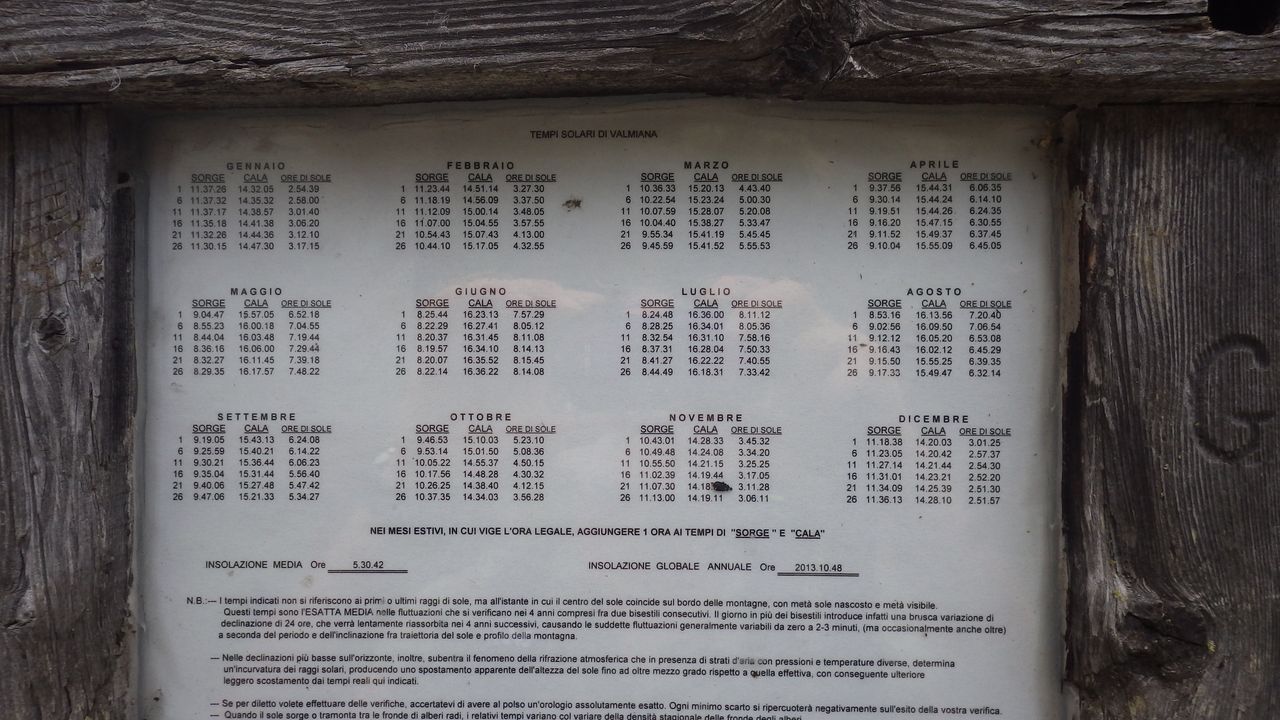 TEMPI SOLARI DI VALMIANA
GENNAIO FEBBRAIO MARZO APRILE
SORGE CALA ORE DI SOLE SORGE CALA ORE DI SOLE SORGE CALA ORE DI SOLE SORGE CALA ORE DI SOLE
1 11.37.26 14.32.05 2.54.39 1 11.23.44 14.51.14 3.27.30 1 10.36.33 15.20.13 4.43.40 1 9.37.56 15.44.31 6.06.35
6 11.37.32 14.35.32 2.58.00 6 11.18.19 14.56.09 3.37.50 6 10.22.54 15.23.24 5.00.30 6 9.30.14 15.44.24 6.14.10
11 11.37.17 14.38.57 3.01.40 11 11.12.09 15.00.14 3.48.05 11 10.07.59 15.28.07 5.20.08 11 9.19.51 15.44.26 6.24.35
16 11.35.18 14.41.38 3.06.20 16 11.07.00 15.04.55 3.57.55 16 10.04.40 15.38.27 5.33.47 16 9.16.20 15.47.15 6.30.55
21 11.32.26 14.44.36 3.12.10 21 10.54.43 15.07.43 4.13.00 21 9.55.34 15.41.19 5.45.45 21 9.11.52 15.49.37 6.37.45
26 11.30.15 14.47.30 3.17.15 26 10.44.10 15.17.05 4.32.55 26 9.45.59 15.41.52 5.55.53 26 9.10.04 15.55.09 6.45.05
MAGGIO GIUGNO LUGLIO AGOSTO
SORGE CALA ORE DI SOLE SORGE CALA ORE DI SOLE SORGE CALA ORE DI SOLE SORGE CALA ORE DI SOLE
1 9.04.47 15.57.05 6.52.18 1 8.25.44 16.23.13 7.57.29 1 8.24.48 16.36.00 8.11.12 1 8.53.16 16.13.56 7.20.40
6 8.55.23 16.00.18 7.04.55 6 8.22.29 16.27.41 8.05.12 6 8.28.25 16.34.01 8.05.36 6 9.02.56 16.09.50 7.06.54
11 8.44.04 16.03.48 7.19.44 11 8.20.37 16.31.45 8.11.08 11 8.32.54 16.31.10 7.58.16 11 9.12.12 16.05.20 6.53.08
16 8.36.16 16.06.00 7.29.44 16 8.19.57 16.34.10 8.14.13 16 8.37.31 16.28.04 7.50.33 16 9.16.43 16.02.12 6.45.29
21 8.32.27 16.11.45 7.39.18 21 8.20.07 16.35.52 8.15.45 21 8.41.27 16.22.22 7.40.55 21 9.15.50 15.55.25 6.39.35
26 8.29.35 16.17.57 7.48.22 26 8.22.14 16.36.22 8.14.08 26 8.44.49 16.18.31 7.33.42 26 9.17.33 15.49.47 6.32.14
SETTEMBRE OTTOBRE NOVEMBRE DICEMBRE
SORGE CALA ORE DI SOLE SORGE CALA ORE DI SOLE SORGE CALA ORE DI SOLE SORGE CALA ORE DI SOLE
1 9.19.05 15.43.13 6.24.08 1 9.46.53 15.10.03 5.23.10 1 10.43.01 14.28.33 3.45.32 1 11.18.38 14.20.03 3.01.25
6 9.25.59 15.40.21 6.14.22 6 9.53.14 15.01.50 5.08.36 6 10.49.48 14.24.08 3.34.20 6 11.23.05 14.20.42 2.57.37
11 9.30.21 15.36.44 6.06.23 11 10.05.22 14.55.37 4.50.15 11 10.55.50 14.21.15 3.25.25 11 11.27.14 14.21.44 2.54.30
16 9.35.04 15.31.44 5.56.40 16 10.17.56 14.48.28 4.30.32 16 11.02.39 14.19.44 3.17.05 16 11.31.01 14.23.21 2.52.20
21 9.40.06 15.27.48 5.47.42 21 10.26.25 14.38.40 4.12.15 21 11.07.30 14.18 3.11.28 21 11.34.09 14.25.39 2.51.30
26 9.47.06 15.21.33 5.34.27 26 10.37.35 14.34.03 3.56.28 26 11.13.00 14.19.11 3.06.11 26 11.36.13 14.28.10 2.51.57
NEI MESI ESTIVI, IN CUI VIGE L'ORA LEGALE, AGGIUNGERE 1 ORA AI TEMPI DI "SORGE" E "CALA"
INSOLAZIONE MEDIA Ore 5.30.42 INSOLAZIONE GLOBALE ANNUALE Ore 2013.10.48
N.B.:--- I tempi indicati non si riferiscono ai primi o ultimi raggi di sole, ma all'istante in cui il centro del sole coincide sul bordo delle montagne, con metà sole nascosto e metà visibile.
Questi tempi sono l'ESATTA MEDIA nelle fluttuazioni che si verificano nei 4 anni compresi fra due bisestili consecutivi. Il giorno in più dei bisestili introduce infatti una brusca variazione di
declinazione di 24 ore, che verrà lentamente riassorbita nei 4 anni successivi, causando le suddette fluttuazioni generalmente variabili da zero a 2-3 minuti, (ma occasionalmente anche oltre)
a seconda del periodo e dell'inclinazione fra traiettoria del sole e profilo della montagna.
--- Nelle declinazioni più basse sull'orizzonte, inoltre, subentra il fenomeno della rifrazione atmosferica che in presenza di strati d'aria con pressioni e temperature diverse, determina
un'incurvatura dei raggi solari, producendo uno spostamento apparente dell'altezza del sole fino ad oltre mezzo grado rispetto a quella effettiva, con conseguente ulteriore
leggero scostamento dai tempi reali qui indicati.
--- Se per diletto volete effettuare delle verifiche, accertatevi di avere al polso un'orologio assolutamente esatto. Ogni minimo scarto si ripercuoterà negativamente sull'esito della vostra verifica.
--- Quando il sole sorge o tramonta tra le fronde di alberi radi, i relativi tempi variano col variare della densità stagionale delle fronde degli alberi
G